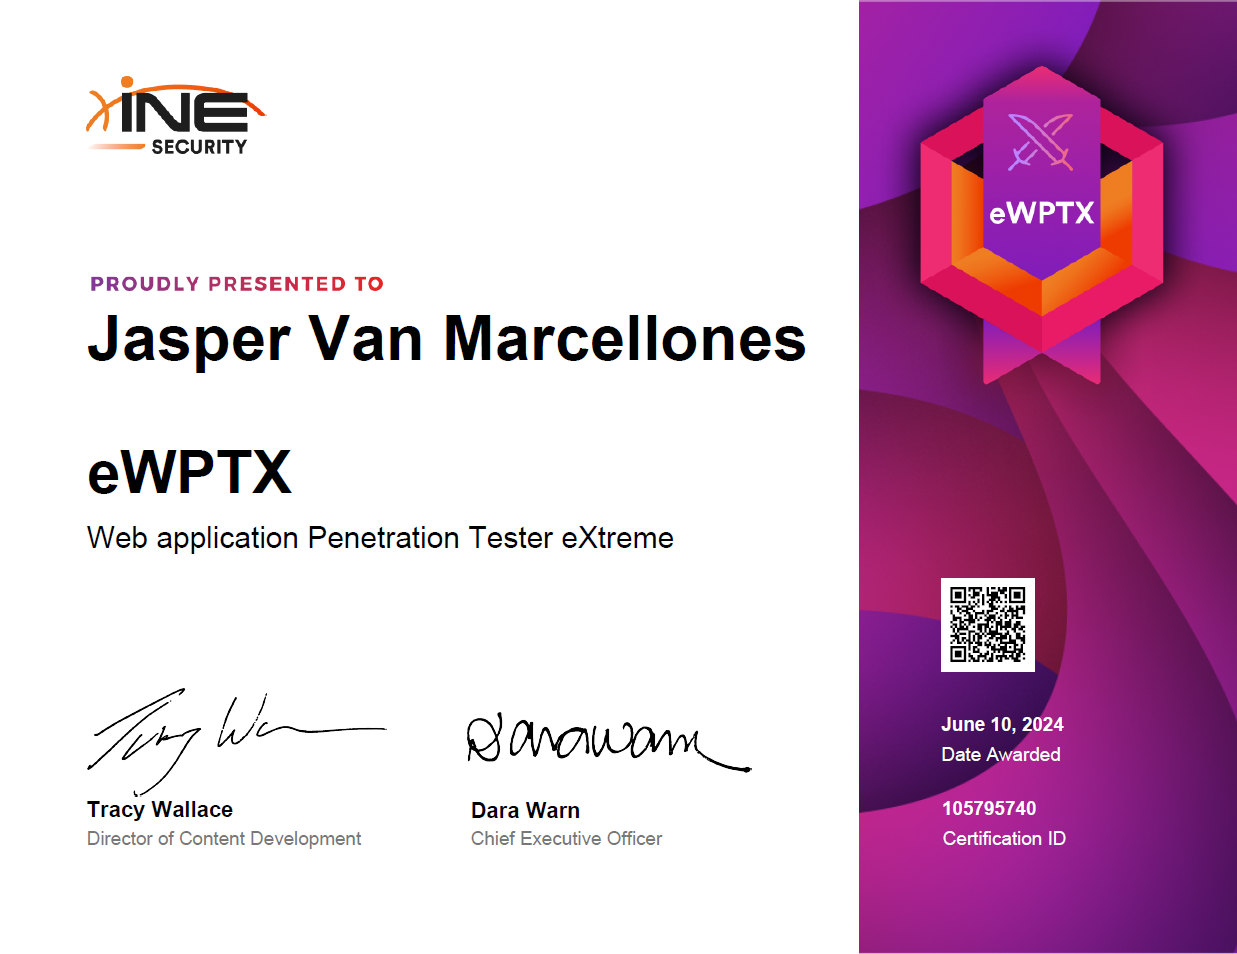 iNE
SECURITY
PROUDLY PRESENTED TO
Jasper Van Marcellones
eWPTX
Web application Penetration Tester eXtreme
Tracy Wallace
Director of Content Development
Dara Warn
Chief Executive Officer
eWPTX
June 10, 2024
Date Awarded
105795740
Certification ID